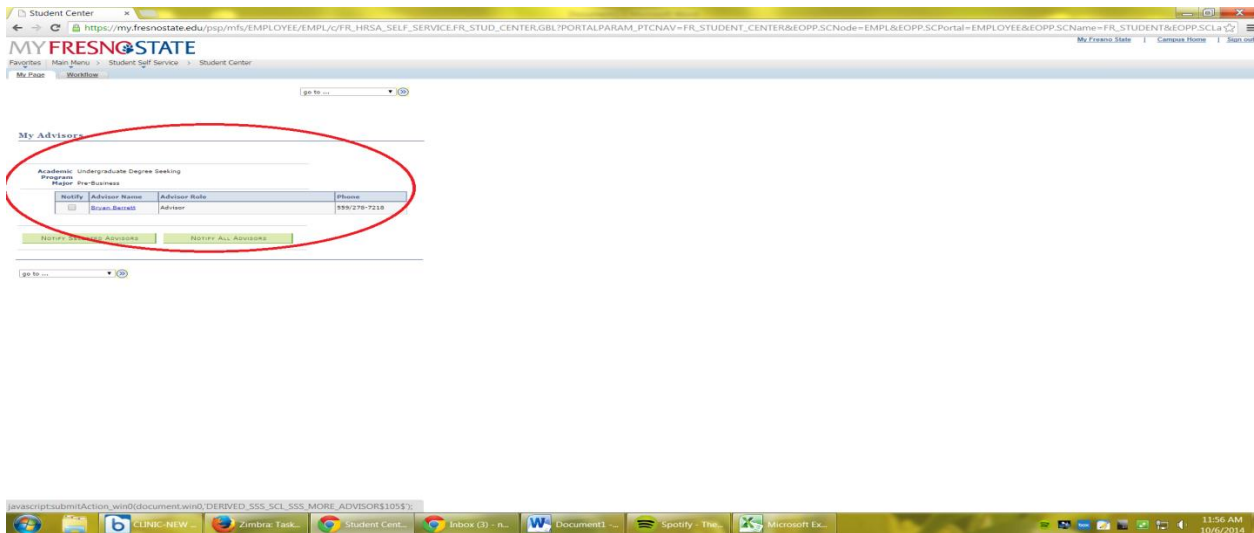 Student Center ×
https://my.fresnostate.edu/psp/mfs/EMPLOYEE/EMPL/c/FR_HRSA_SELF_SERVICE.FR_STUD_CENTER.GBL?PORTALPARAM_PTCNAV=FR_STUDENT_CENTER&EOPP.SCNode=EMPL&EOPP.SCPortal=EMPLOYEE&EOPP.SCName=FR_STUDENT&EOPP.SCLa
MY FRESNO STATE
My Fresno State | Campus Home | Sign out
Favorites | Main Menu > Student Self Service > Student Center
My Page Workflow
go to ...
My Advisors
Academic Program Undergraduate Degree Seeking
Major Pre-Business
Notify Advisor Name Advisor Role Phone
Bryan Barrett Advisor 559/278-7218
NOTIFY SELECTED ADVISORS NOTIFY ALL ADVISORS
go to ...
javascript:submitAction_win0(document.win0,'DERIVED_SSS_SCL_SSS_MORE_ADVISOR$105$');
CLINIC-NEW ... Zimbra: Task... Student Cent... Inbox (3) - n... Document1 -... Spotify - The... Microsoft Ex... 11:56 AM
10/6/2014